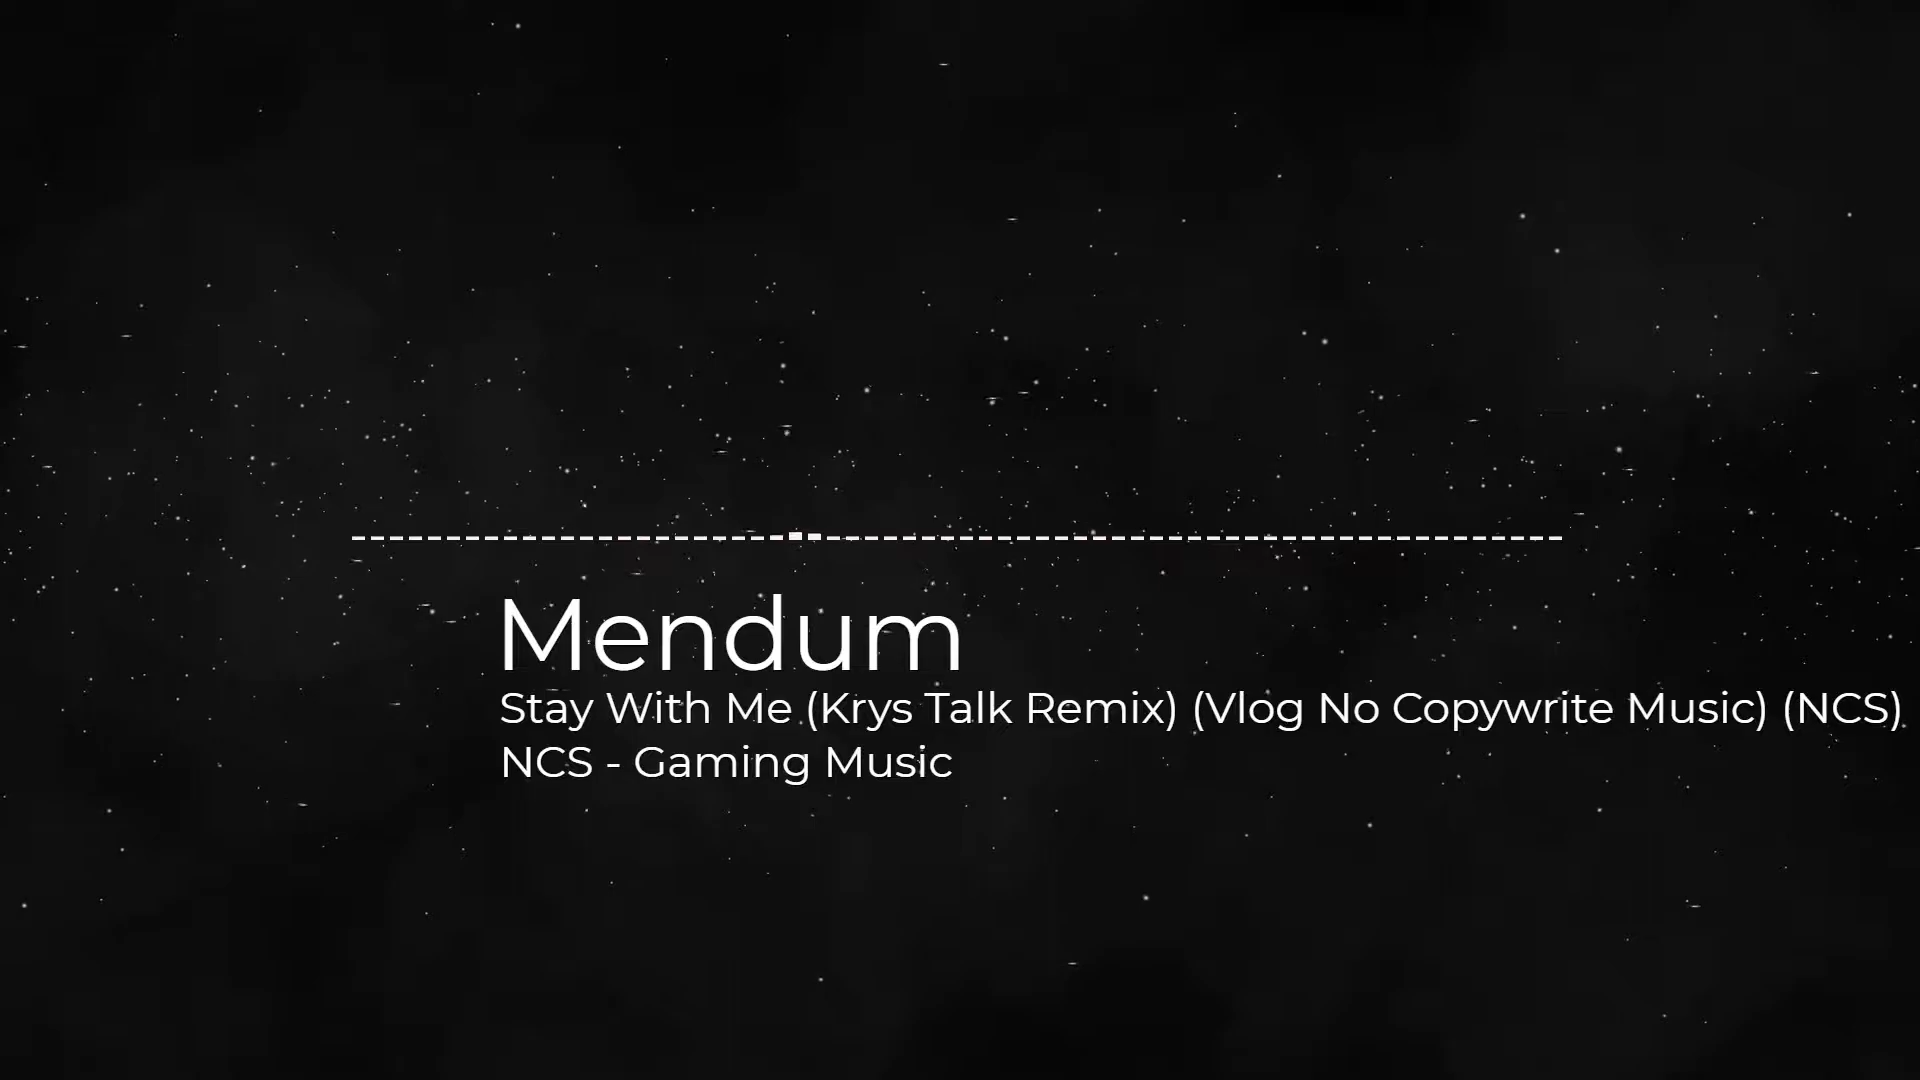 Mendum
Stay With Me (Krys Talk Remix) (Vlog No Copywrite Music) (NCS)
NCS - Gaming Music